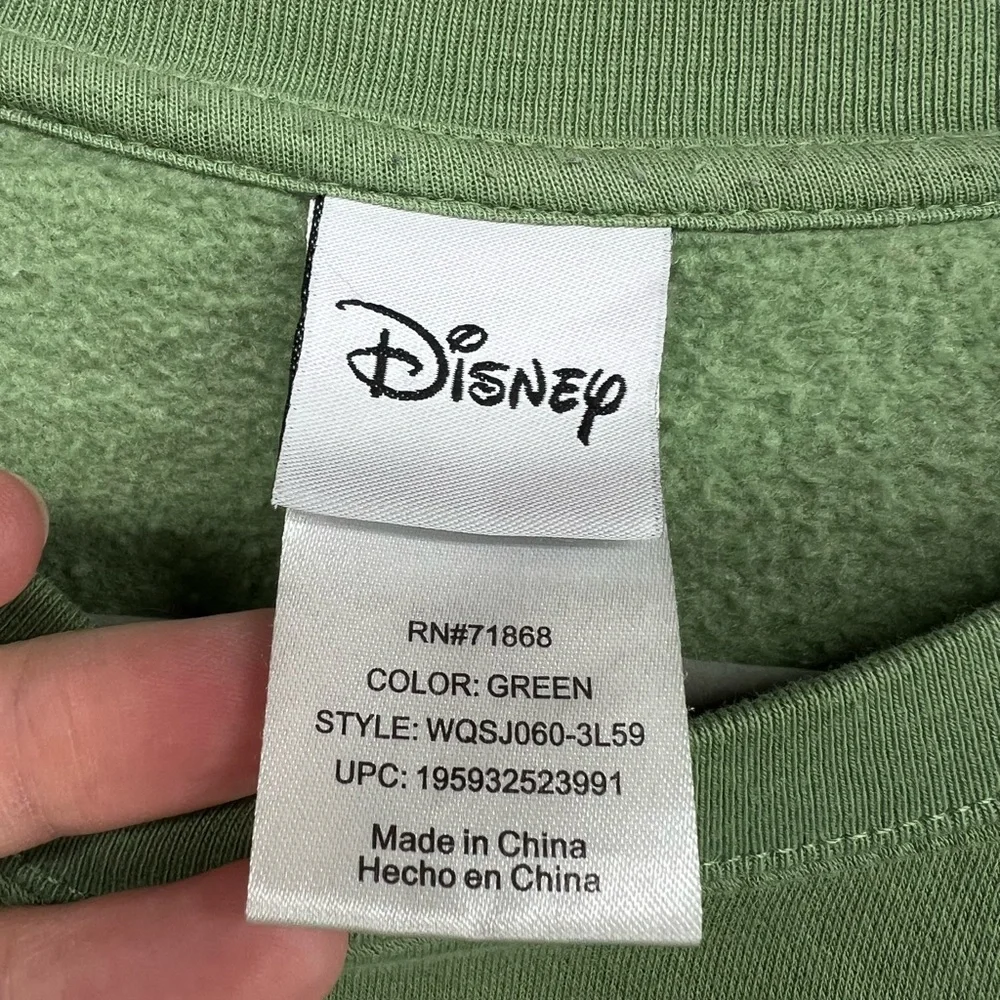 Disney
RN#71868
COLOR: GREEN
STYLE: WQSJ060-3L59
UPC: 195932523991
Made in China
Hecho en China